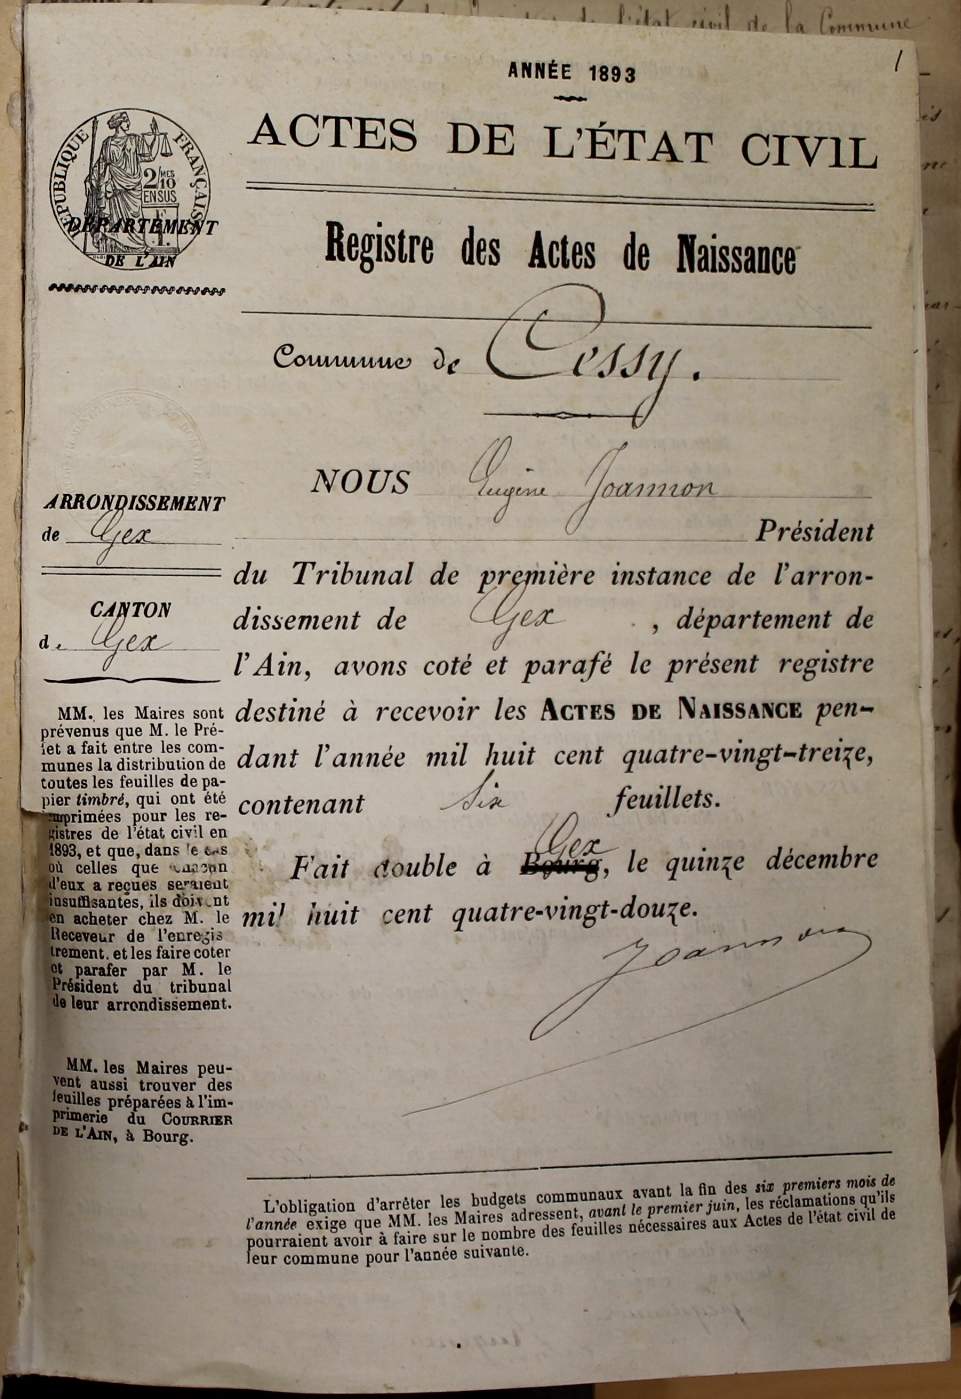 1
ANNÉE 1893
ACTES DE L'ÉTAT CIVIL
RÉPUBLIQUE FRANÇAISE
2/10MES
EN SUS
DÉPARTEMENT
DE L'AIN
Registre des Actes de Naissance
Commune de Cessy.
ARRONDISSEMENT
de Gex
CANTON
de Gex
MM. les Maires sont
prévenus que M. le Pré-
fet a fait entre les com-
munes la distribution de
toutes les feuilles de pa-
pier timbré, qui ont été
imprimées pour les re-
gistres de l'état civil en
1893, et que, dans le cas
où celles que chacun
d'eux a reçues seraient
insuffisantes, ils doivent
en acheter chez M. le
Receveur de l'enregis
trement, et les faire coter
et parafer par M. le
Président du tribunal
de leur arrondissement.
MM. les Maires peu-
vent aussi trouver des
feuilles préparées à l'im-
primerie du COURRIER
DE L'AIN, à Bourg.
NOUS Eugène Joannon
Président
du Tribunal de première instance de l'arron-
dissement de Gex , département de
l'Ain, avons coté et parafé le présent registre
destiné à recevoir les ACTES DE NAISSANCE pen-
dant l'année mil huit cent quatre-vingt-treize,
contenant Six feuillets.
Gex
Fait double à Bourg, le quinze décembre
mil huit cent quatre-vingt-douze.
Joannon
L'obligation d'arrêter les budgets communaux avant la fin des six premiers mois de
l'année exige que MM. les Maires adressent, avant le premier juin, les réclamations qu'ils
pourraient avoir à faire sur le nombre des feuilles nécessaires aux Actes de l'état civil de
leur commune pour l'année suivante.